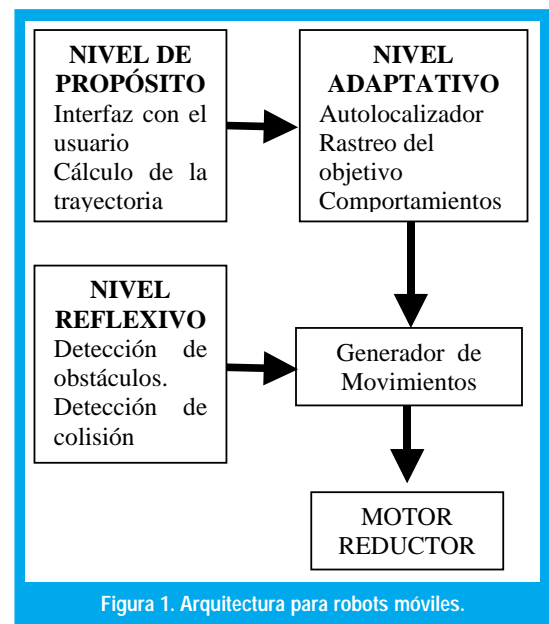 NIVEL DE
PROPÓSITO
Interfaz con el
usuario
Cálculo de la
trayectoria
NIVEL
ADAPTATIVO
Autolocalizador
Rastreo del
objetivo
Comportamientos
NIVEL
REFLEXIVO
Detección de
obstáculos.
Detección de
colisión
Generador de
Movimientos
MOTOR
REDUCTOR
Figura 1. Arquitectura para robots móviles.